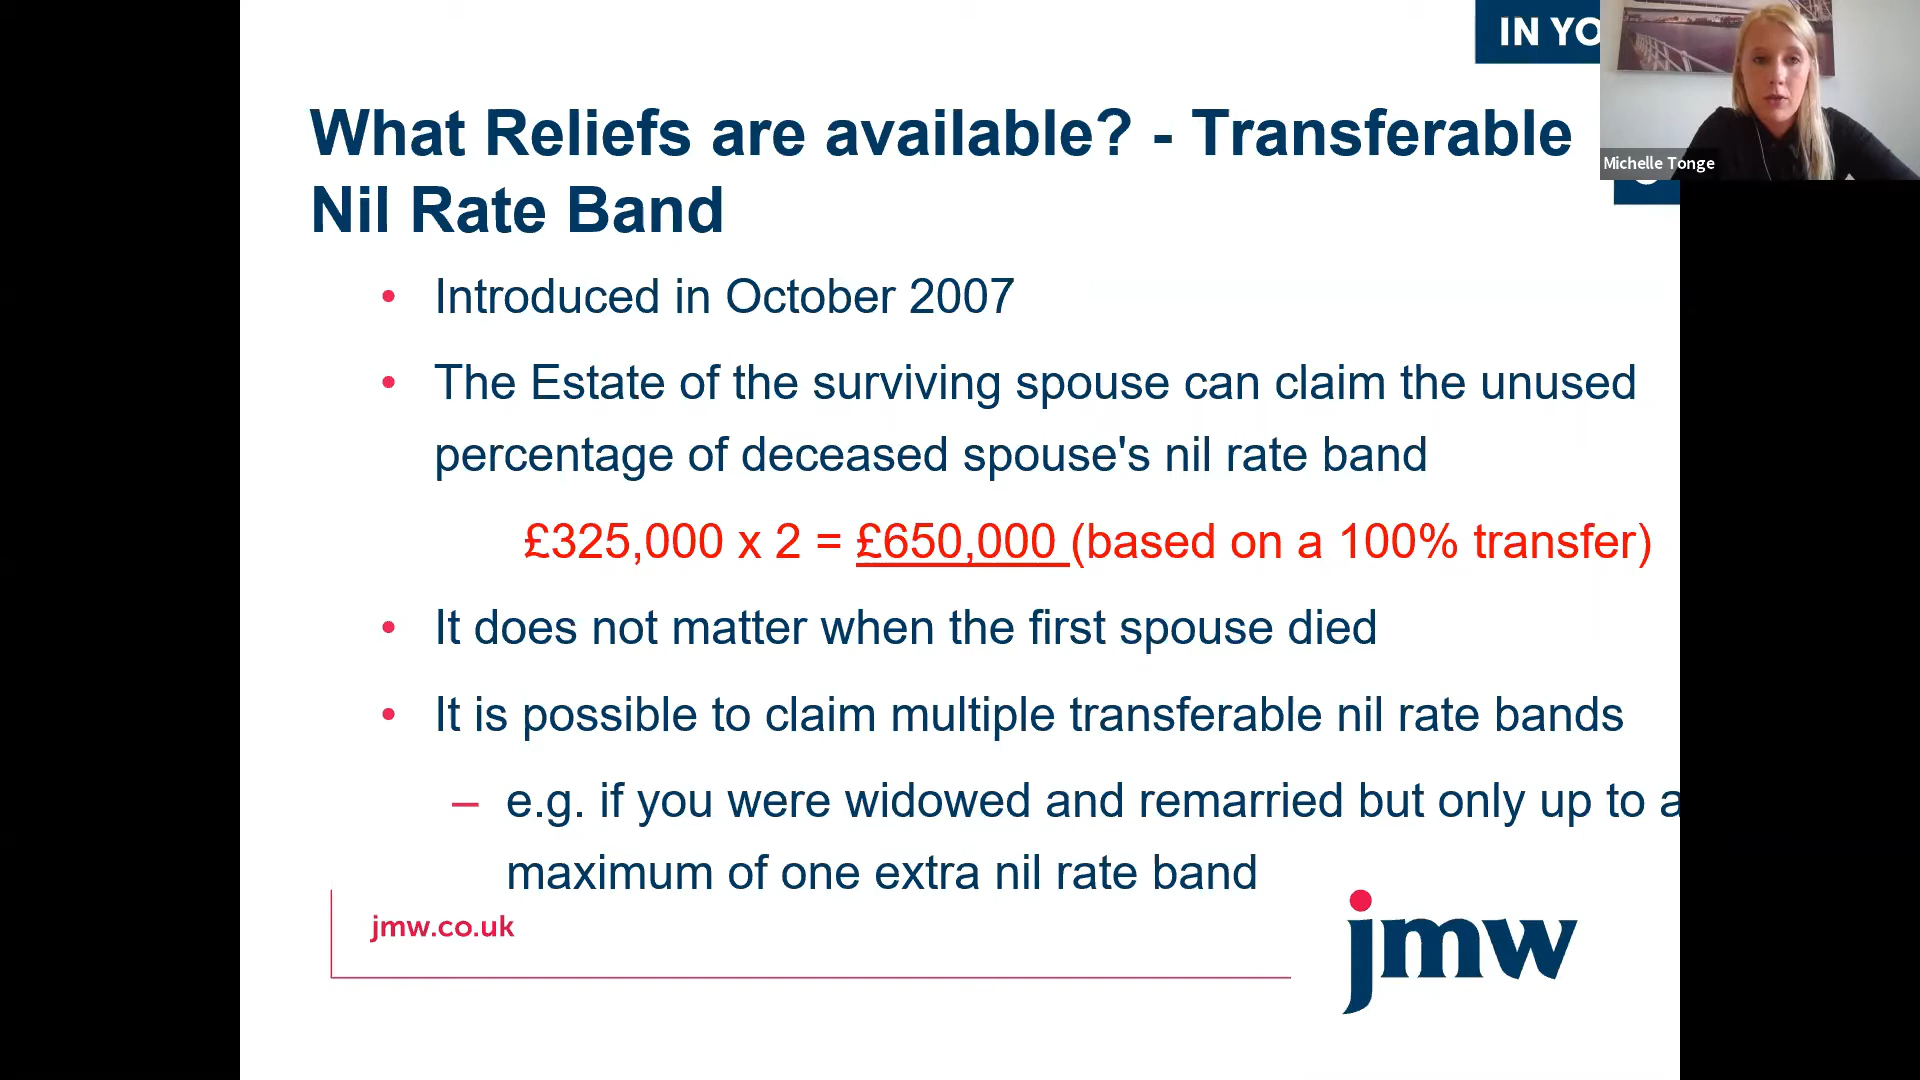 IN YO
Michelle Tonge
What Reliefs are available? - Transferable
Nil Rate Band
• Introduced in October 2007
• The Estate of the surviving spouse can claim the unused
percentage of deceased spouse's nil rate band
£325,000 x 2 = £650,000 (based on a 100% transfer)
• It does not matter when the first spouse died
• It is possible to claim multiple transferable nil rate bands
– e.g. if you were widowed and remarried but only up to a
maximum of one extra nil rate band
jmw.co.uk
jmw